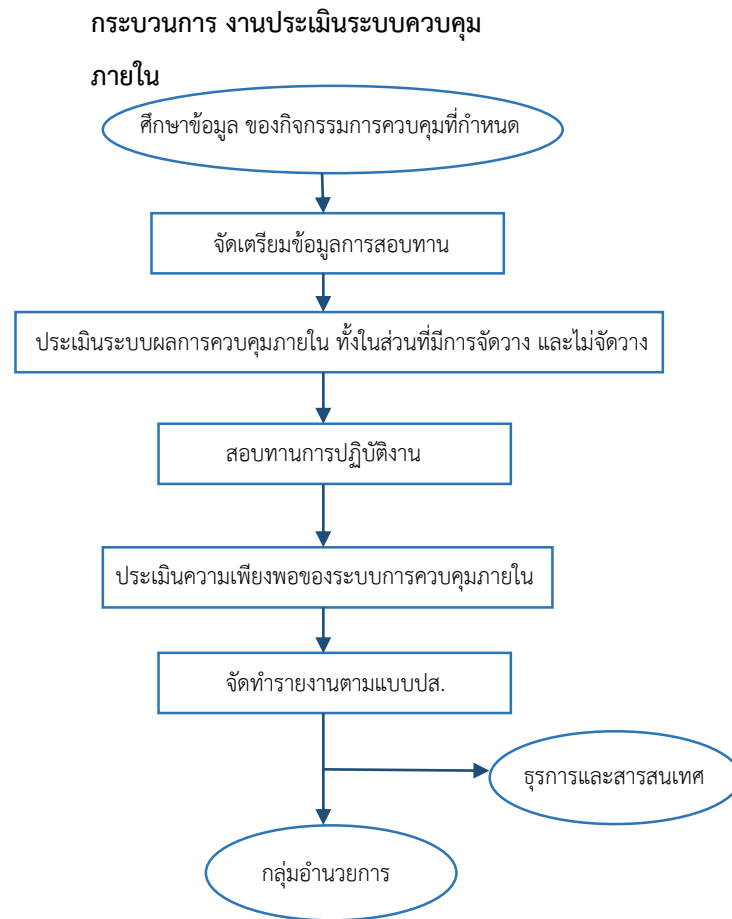 กระบวนการ งานประเมินระบบควบคุม
ภายใน
ศึกษาข้อมูล ของกิจกรรมการควบคุมที่กำหนด
จัดเตรียมข้อมูลการสอบทาน
ประเมินระบบผลการควบคุมภายใน ทั้งในส่วนที่มีการจัดวาง และไม่จัดวาง
สอบทานการปฏิบัติงาน
ประเมินความเพียงพอของระบบการควบคุมภายใน
จัดทำรายงานตามแบบปส.
ธุรการและสารสนเทศ
กลุ่มอำนวยการ